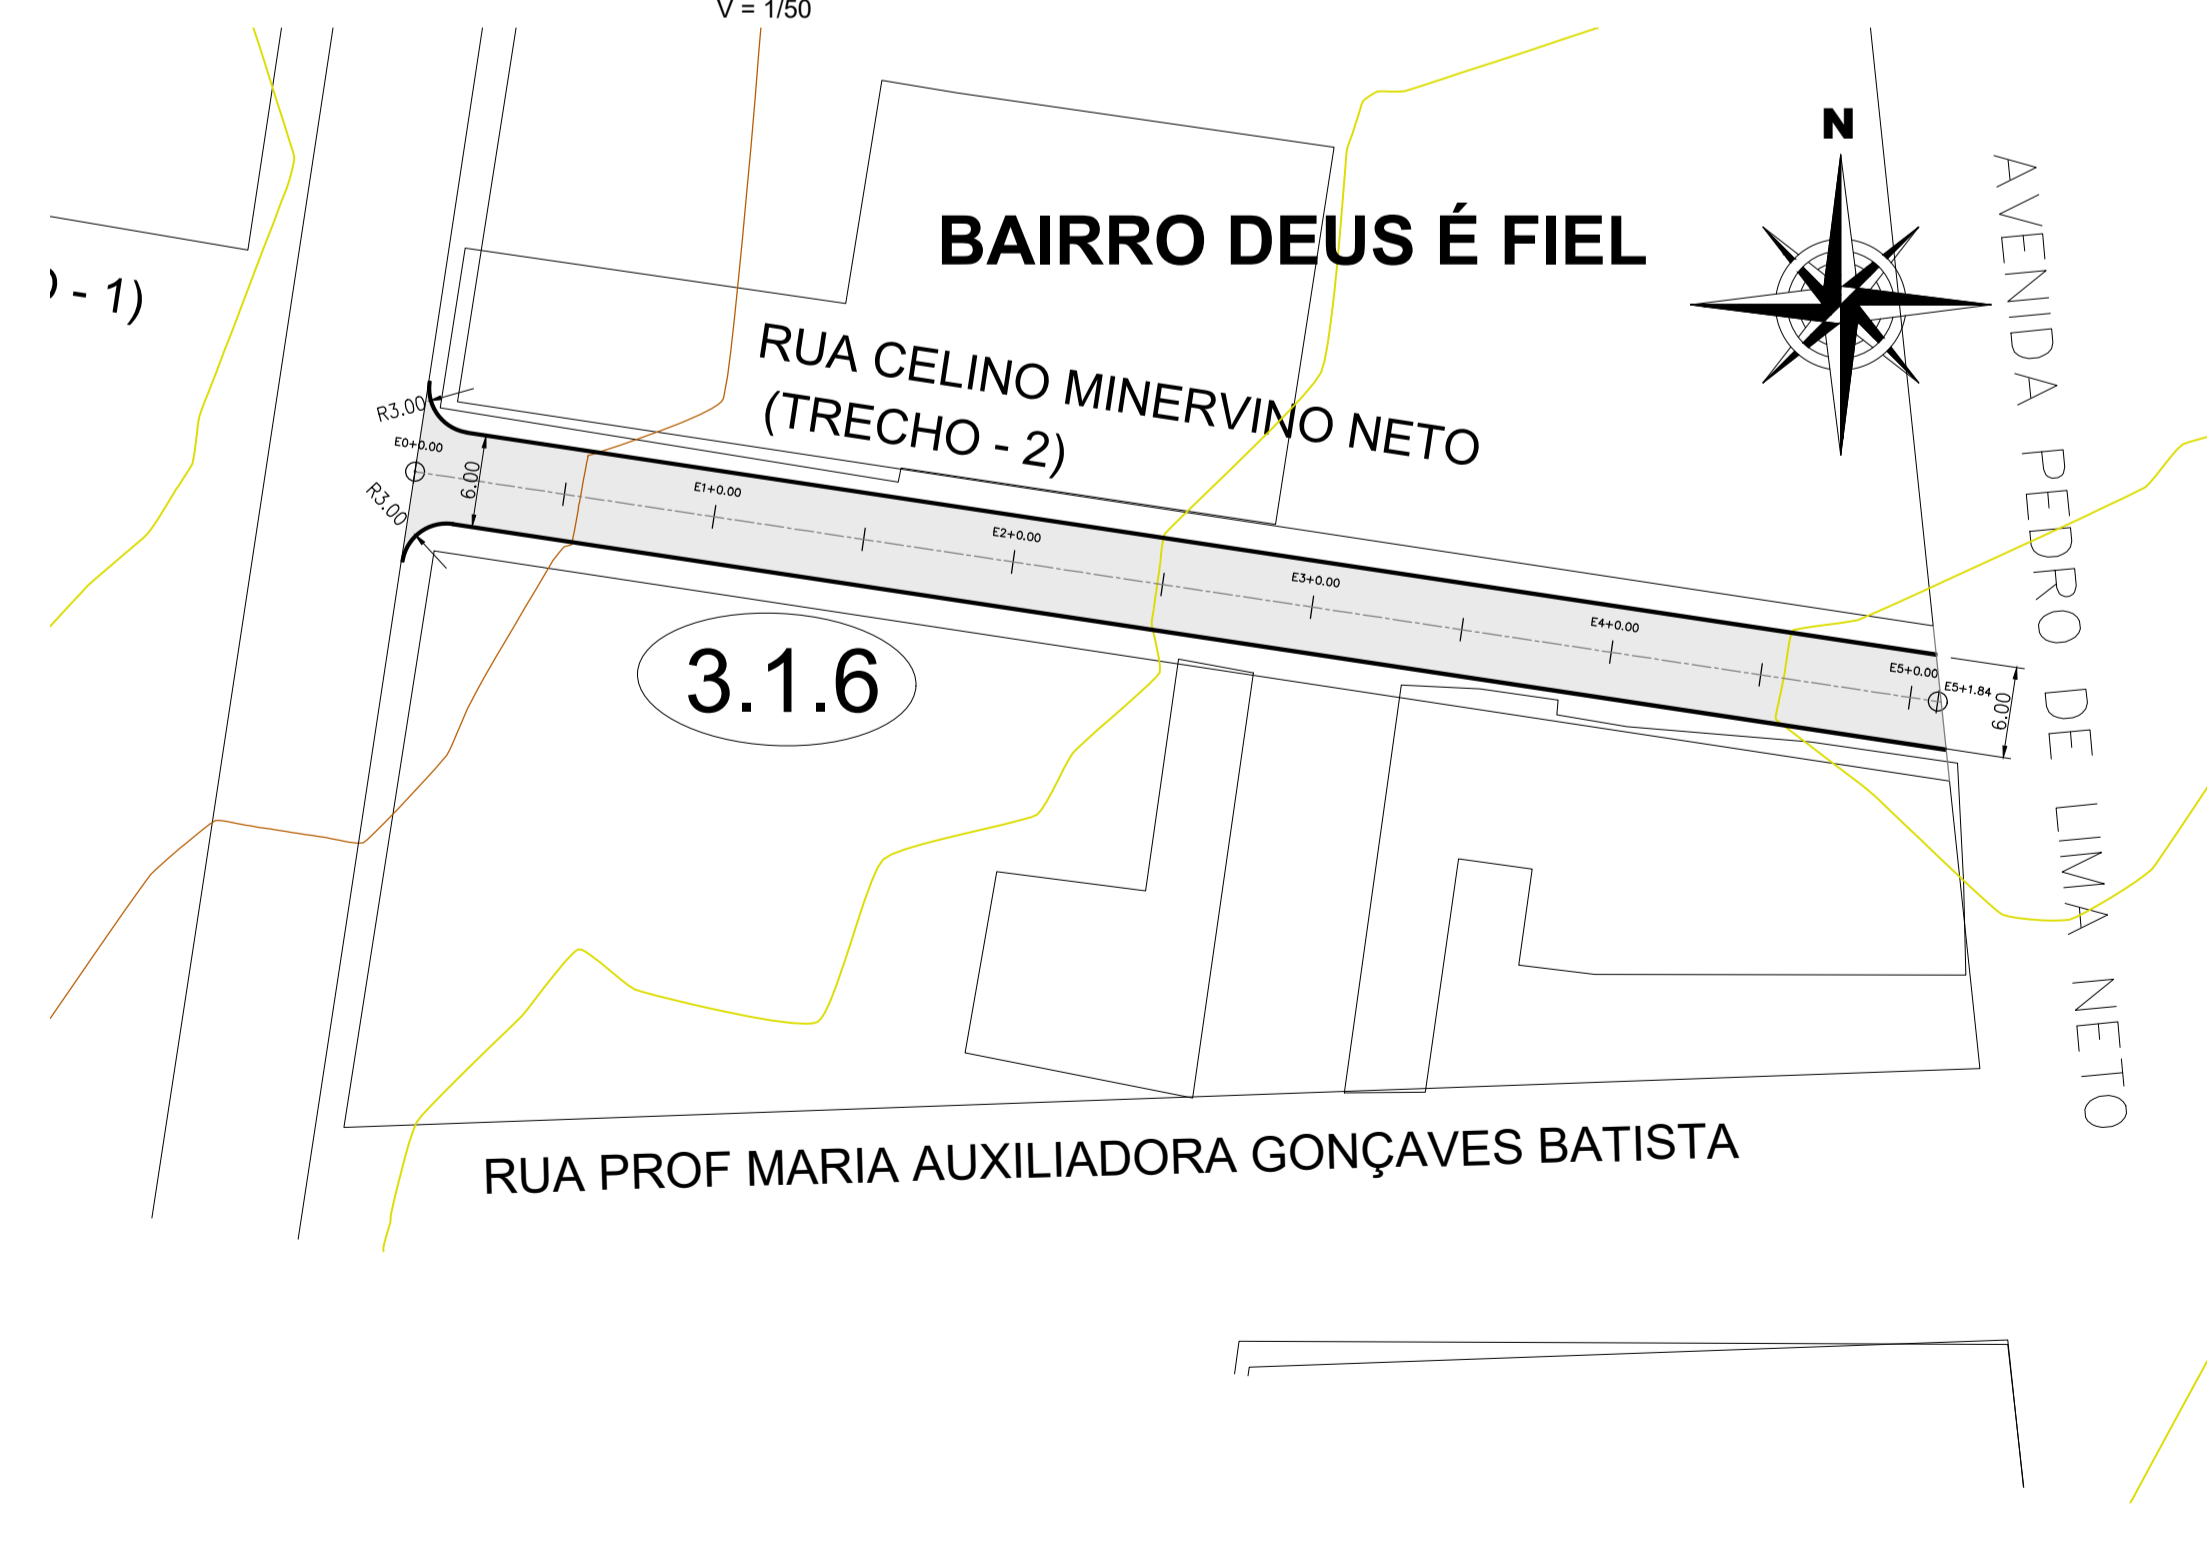 V = 1/50
N
BAIRRO DEUS É FIEL
- 1)
RUA CELINO MINERVINO NETO
(TRECHO - 2)
AVENIDA PEDRO DE LIMA NETO
R3.00
E0+0.00
R3.00
6.00
E1+0.00
E2+0.00
E3+0.00
E4+0.00
E5+0.00
E5+1.84
6.00
3.1.6
RUA PROF MARIA AUXILIADORA GONÇAVES BATISTA